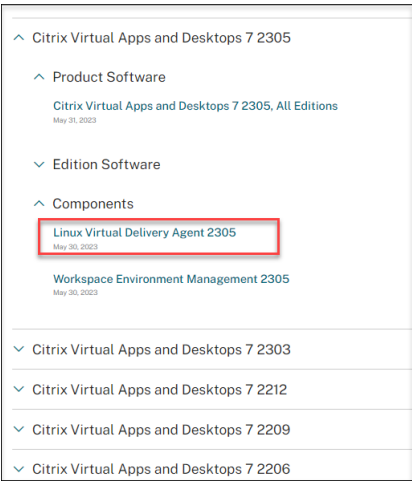 Citrix Virtual Apps and Desktops 7 2305
Product Software
Citrix Virtual Apps and Desktops 7 2305, All Editions
May 31, 2023
Edition Software
Components
Linux Virtual Delivery Agent 2305
May 30, 2023
Workspace Environment Management 2305
May 30, 2023
Citrix Virtual Apps and Desktops 7 2303
Citrix Virtual Apps and Desktops 7 2212
Citrix Virtual Apps and Desktops 7 2209
Citrix Virtual Apps and Desktops 7 2206